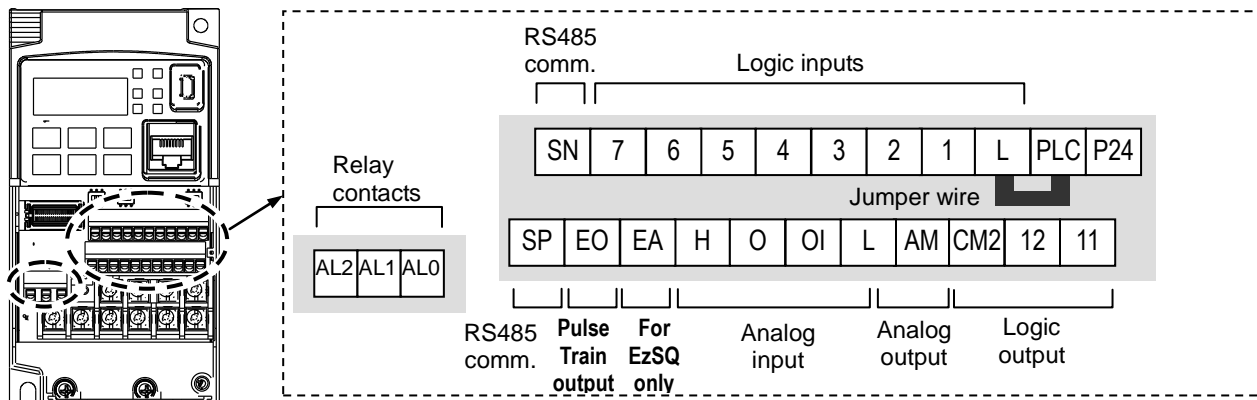 RS485
comm.
Logic inputs
SN 7 6 5 4 3 2 1 L PLC P24
Relay
contacts
Jumper wire
SP EO EA H O OI L AM CM2 12 11
AL2 AL1 AL0
RS485
comm.
Pulse
Train
output
For
EzSQ
only
Analog
input
Analog
output
Logic
output